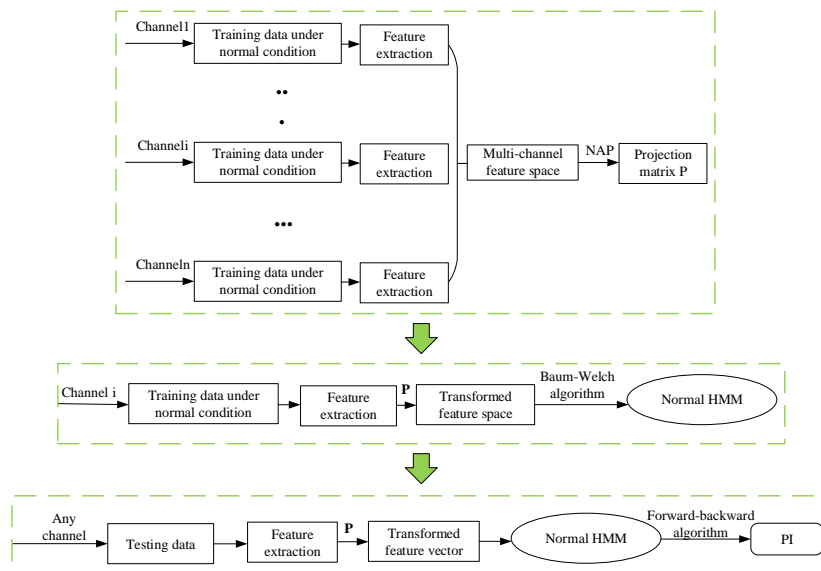 Channel1
Training data under
normal condition
Feature
extraction
Channeli
Training data under
normal condition
Feature
extraction
Multi-channel
feature space
NAP
Projection
matrix P
Channeln
Training data under
normal condition
Feature
extraction
Channel i
Training data under
normal condition
Feature
extraction
P
Transformed
feature space
Baum-Welch
algorithm
Normal HMM
Any
channel
Testing data
Feature
extraction
P
Transformed
feature vector
Normal HMM
Forward-backward
algorithm
PI